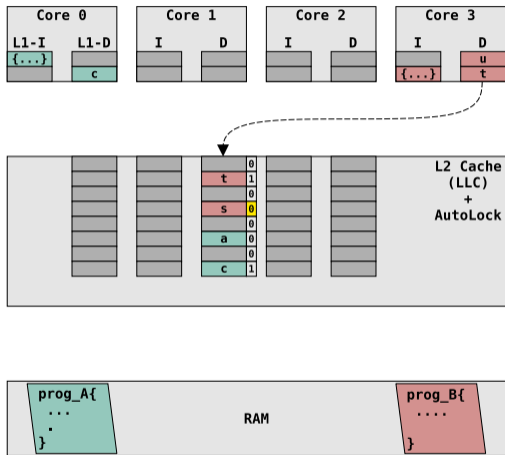 Core 0
Core 1
Core 2
Core 3
L1-I
L1-D
I
D
I
D
I
D
{...}
c
u
{...}
t
0
t
1
0
s
0
0
a
0
0
c
1
L2 Cache
(LLC)
+
AutoLock
prog_A{
...
.
}
RAM
prog_B{
....
}